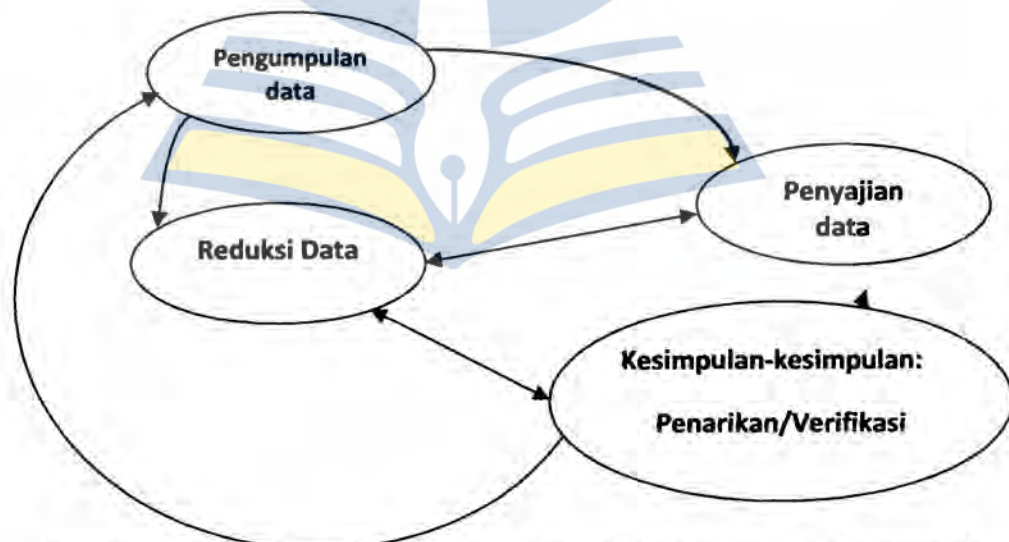 Pengumpulan
data
Penyajian
data
Reduksi Data
Kesimpulan-kesimpulan:
Penarikan/Verifikasi